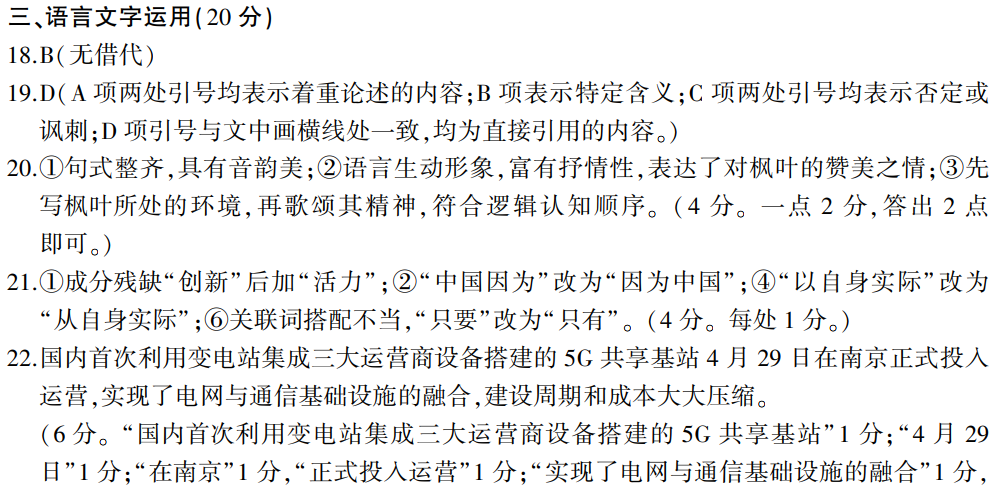 三、语言文字运用(20 分)
18.B(无借代)
19.D(A 项两处引号均表示着重论述的内容;B 项表示特定含义;C 项两处引号均表示否定或
讽刺;D 项引号与文中画横线处一致,均为直接引用的内容。)
20.①句式整齐,具有音韵美;②语言生动形象,富有抒情性,表达了对枫叶的赞美之情;③先
写枫叶所处的环境,再歌颂其精神,符合逻辑认知顺序。(4 分。一点 2 分,答出 2 点
即可。)
21.①成分残缺“创新”后加“活力”;②“中国因为”改为“因为中国”;④“以自身实际”改为
“从自身实际”;⑥关联词搭配不当,“只要”改为“只有”。(4 分。每处 1 分。)
22.国内首次利用变电站集成三大运营商设备搭建的 5G 共享基站 4 月 29 日在南京正式投入
运营,实现了电网与通信基础设施的融合,建设周期和成本大大压缩。
(6 分。“国内首次利用变电站集成三大运营商设备搭建的 5G 共享基站”1 分;“4 月 29
日”1 分;“在南京”1 分,“正式投入运营”1 分;“实现了电网与通信基础设施的融合”1 分,